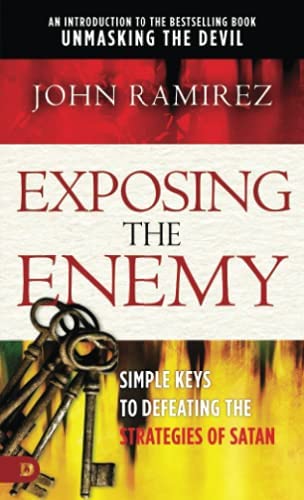 AN INTRODUCTION TO THE BESTSELLING BOOK
UNMASKING THE DEVIL
JOHN RAMIREZ
EXPOSING
THE
ENEMY
SIMPLE KEYS
TO DEFEATING THE
STRATEGIES OF SATAN
D